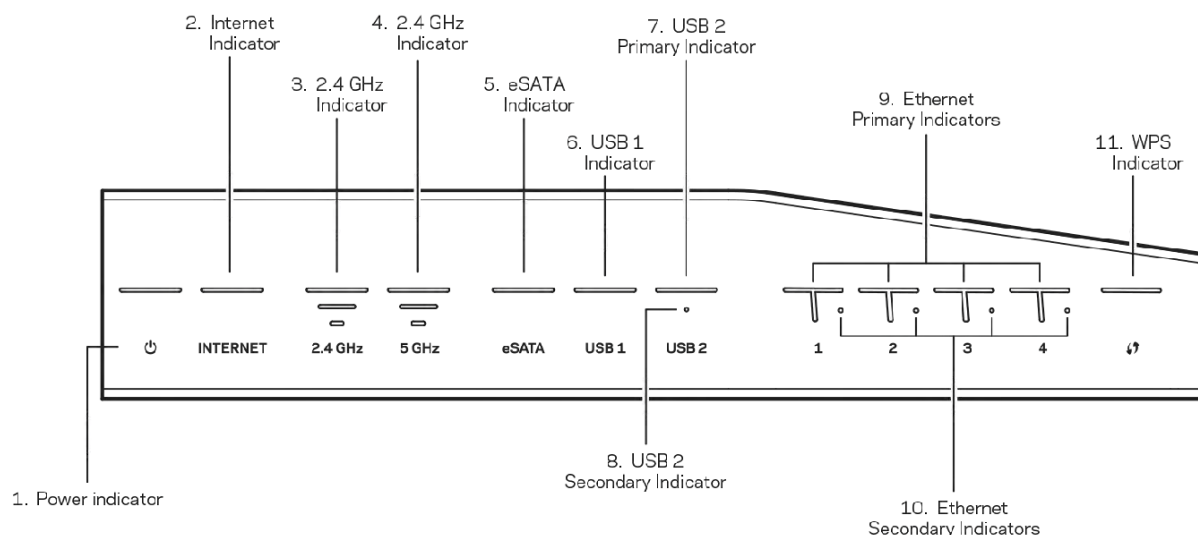 2. Internet
Indicator
4. 2.4 GHz
Indicator
7. USB 2
Primary Indicator
3. 2.4 GHz
Indicator
5. eSATA
Indicator
9. Ethernet
Primary Indicators
6. USB 1
Indicator
11. WPS
Indicator
INTERNET
2.4 GHz
5 GHz
eSATA
USB 1
USB 2
1
2
3
4
8. USB 2
Secondary Indicator
1. Power indicator
10. Ethernet
Secondary Indicators